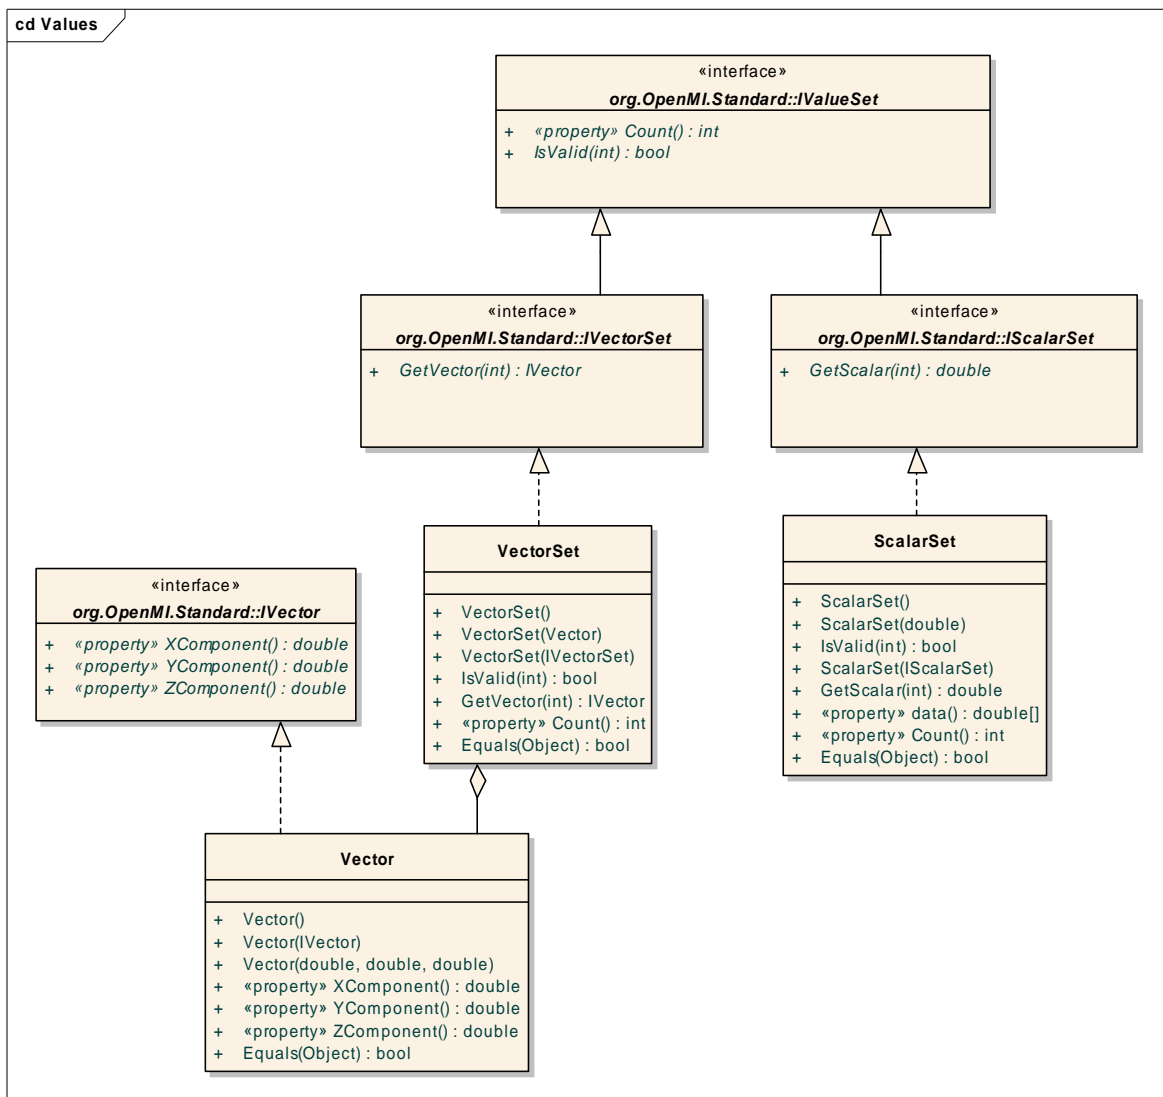 cd Values
«interface»
org.OpenMI.Standard::IValueSet
+ «property» Count() : int
+ IsValid(int) : bool
«interface»
org.OpenMI.Standard::IVectorSet
+ GetVector(int) : IVector
«interface»
org.OpenMI.Standard::IScalarSet
+ GetScalar(int) : double
VectorSet
+ VectorSet()
+ VectorSet(Vector)
+ VectorSet(IVectorSet)
+ IsValid(int) : bool
+ GetVector(int) : IVector
+ «property» Count() : int
+ Equals(Object) : bool
ScalarSet
+ ScalarSet()
+ ScalarSet(double)
+ IsValid(int) : bool
+ ScalarSet(IScalarSet)
+ GetScalar(int) : double
+ «property» data() : double[]
+ «property» Count() : int
+ Equals(Object) : bool
«interface»
org.OpenMI.Standard::IVector
+ «property» XComponent() : double
+ «property» YComponent() : double
+ «property» ZComponent() : double
Vector
+ Vector()
+ Vector(IVector)
+ Vector(double, double, double)
+ «property» XComponent() : double
+ «property» YComponent() : double
+ «property» ZComponent() : double
+ Equals(Object) : bool